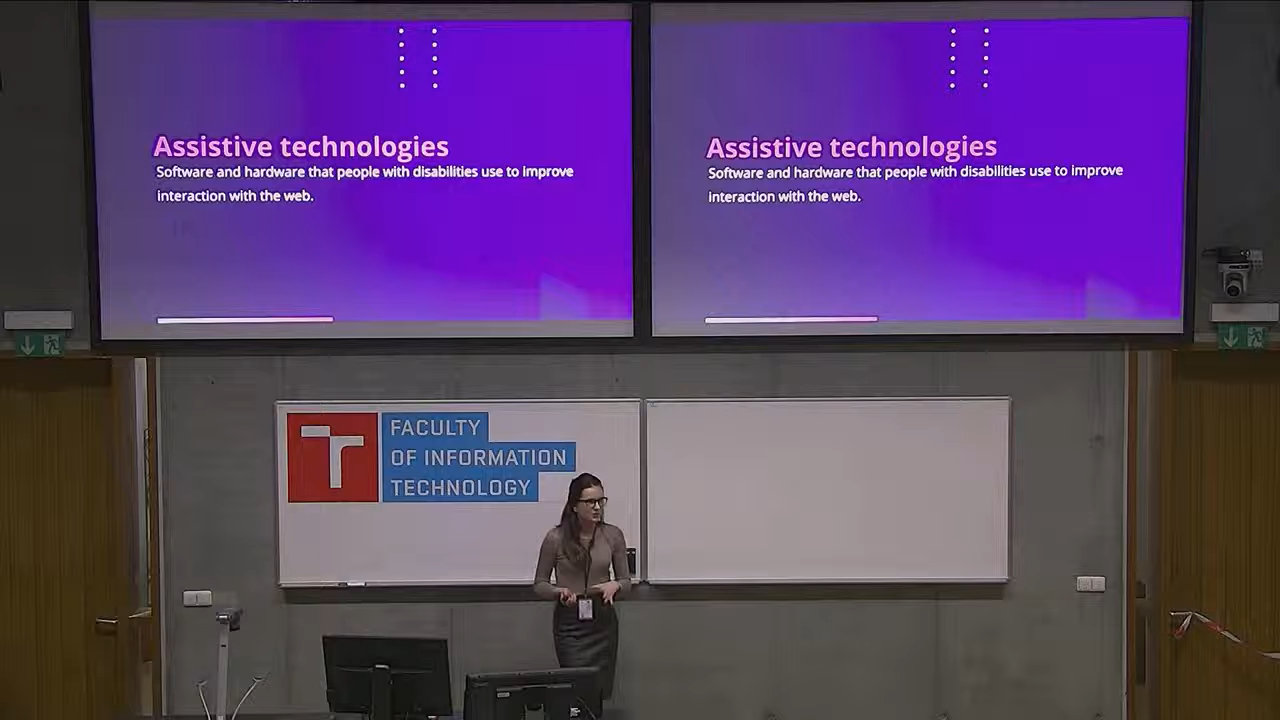 Assistive technologies
Software and hardware that people with disabilities use to improve
interaction with the web.
Assistive technologies
Software and hardware that people with disabilities use to improve
interaction with the web.
T
FACULTY
OF INFORMATION
TECHNOLOGY